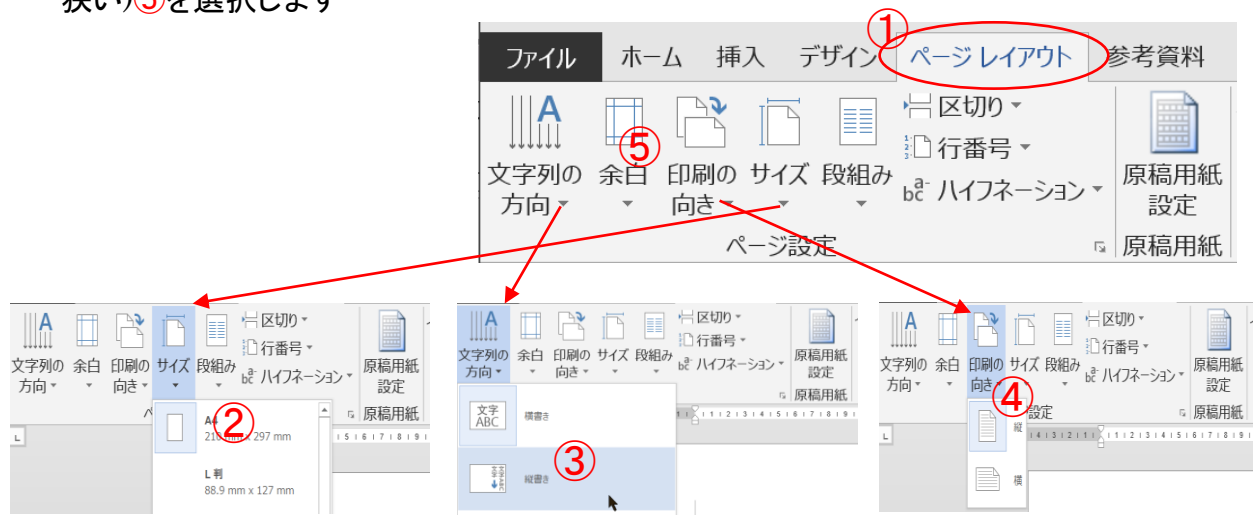 狭い)⑤を選択します
①
ファイル ホーム 挿入 デザイン ページ レイアウト 参考資料
区切り
⑤
行番号
文字列の方向 余白 印刷の向き サイズ 段組み
ハイフネーション
原稿用紙設定
ページ設定 原稿用紙
区切り
行番号
文字列の方向 余白 印刷の向き サイズ 段組み
ハイフネーション
原稿用紙設定
原稿用紙
②
A4
210 mm x 297 mm
L 判
88.9 mm x 127 mm
区切り
行番号
文字列の方向 余白 印刷の向き サイズ 段組み
ハイフネーション
原稿用紙設定
原稿用紙
文字
ABC
横書き
③
縦書き
区切り
行番号
文字列の方向 余白 印刷の向き サイズ 段組み
ハイフネーション
原稿用紙設定
④
設定 原稿用紙
縦
横